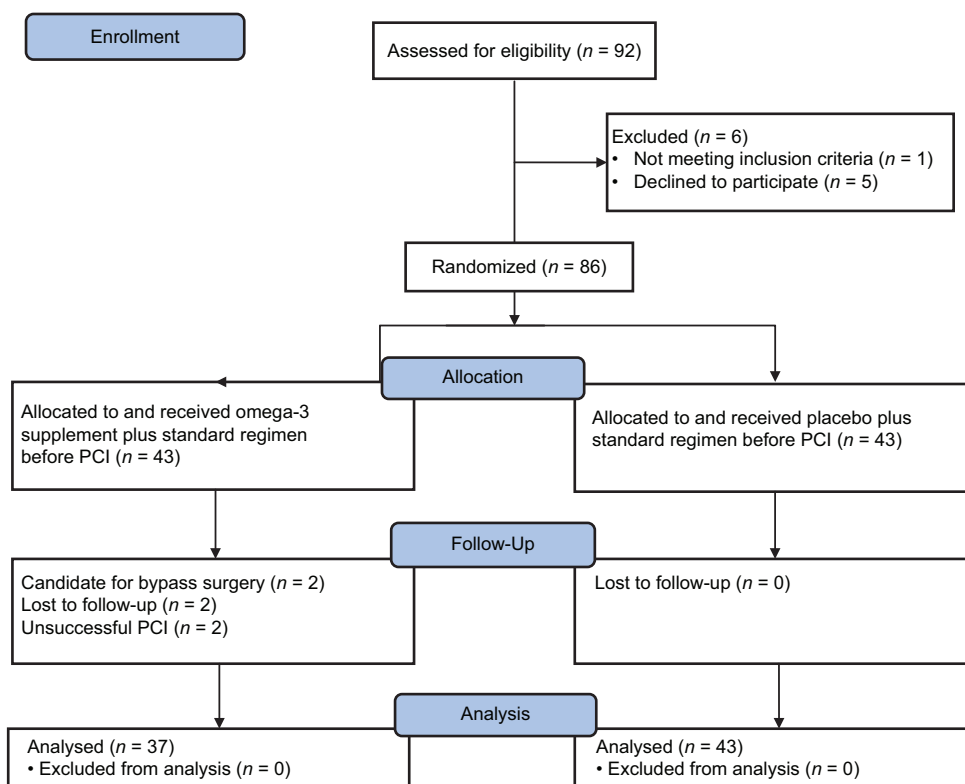 Enrollment
Assessed for eligibility (n = 92)
Excluded (n = 6)
• Not meeting inclusion criteria (n = 1)
• Declined to participate (n = 5)
Randomized (n = 86)
Allocation
Allocated to and received omega-3
supplement plus standard regimen
before PCI (n = 43)
Allocated to and received placebo plus
standard regimen before PCI (n = 43)
Follow-Up
Candidate for bypass surgery (n = 2)
Lost to follow-up (n = 2)
Unsuccessful PCI (n = 2)
Lost to follow-up (n = 0)
Analysis
Analysed (n = 37)
• Excluded from analysis (n = 0)
Analysed (n = 43)
• Excluded from analysis (n = 0)